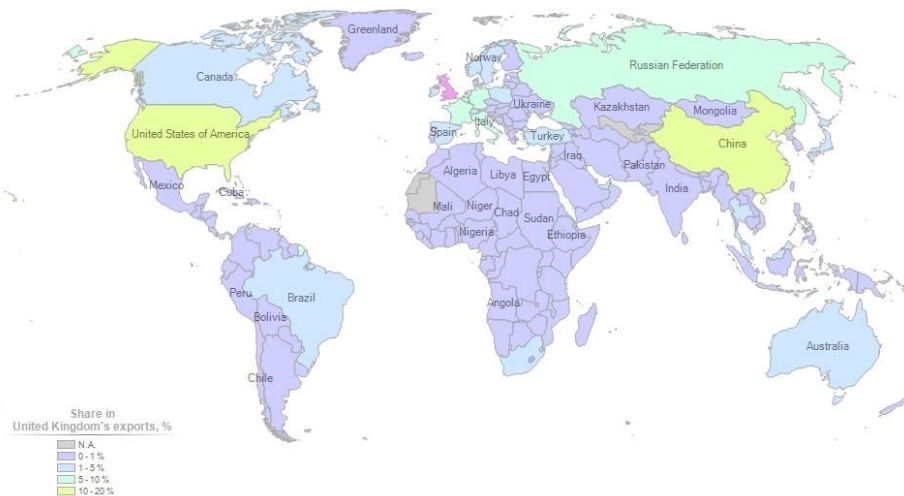 Greenland
Norway
Canada
Russian Federation
Ukraine
Kazakhstan
Mongolia
Italy
United States of America
Spain
Turkey
China
Iraq
Algeria
Libya
Egypt
Pakistan
Mexico
Cuba
India
Mali
Niger
Chad
Sudan
Nigeria
Ethiopia
Peru
Brazil
Angola
Bolivia
Australia
Chile
Share in
United Kingdom's exports, %
N.A.
0 - 1 %
1 - 5 %
5 - 10 %
10 - 20 %